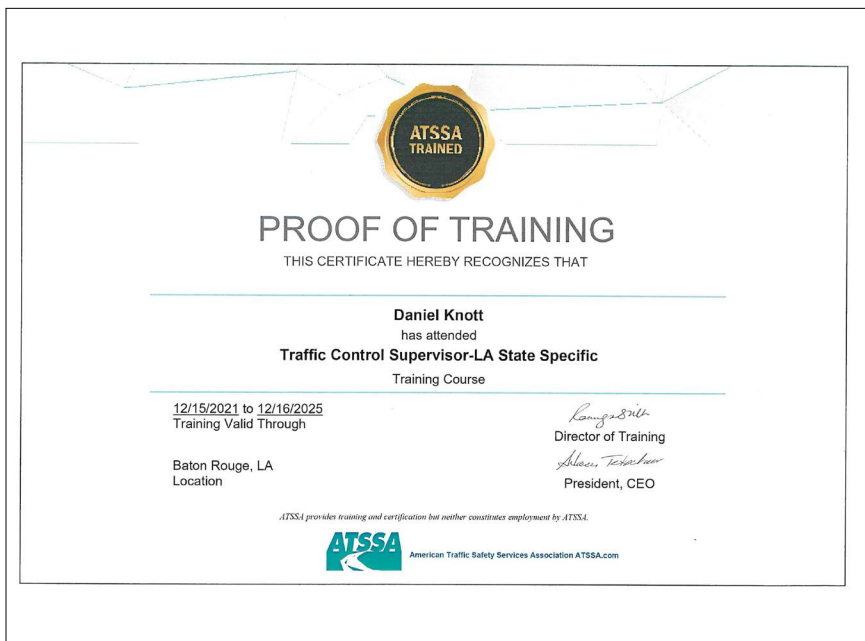 ATSSA
TRAINED
PROOF OF TRAINING
THIS CERTIFICATE HEREBY RECOGNIZES THAT
Daniel Knott
has attended
Traffic Control Supervisor-LA State Specific
Training Course
12/15/2021 to 12/16/2025
Training Valid Through
Director of Training
Baton Rouge, LA
Location
President, CEO
ATSSA provides training and certification but neither constitutes employment by ATSSA.
ATSSA
American Traffic Safety Services Association ATSSA.com